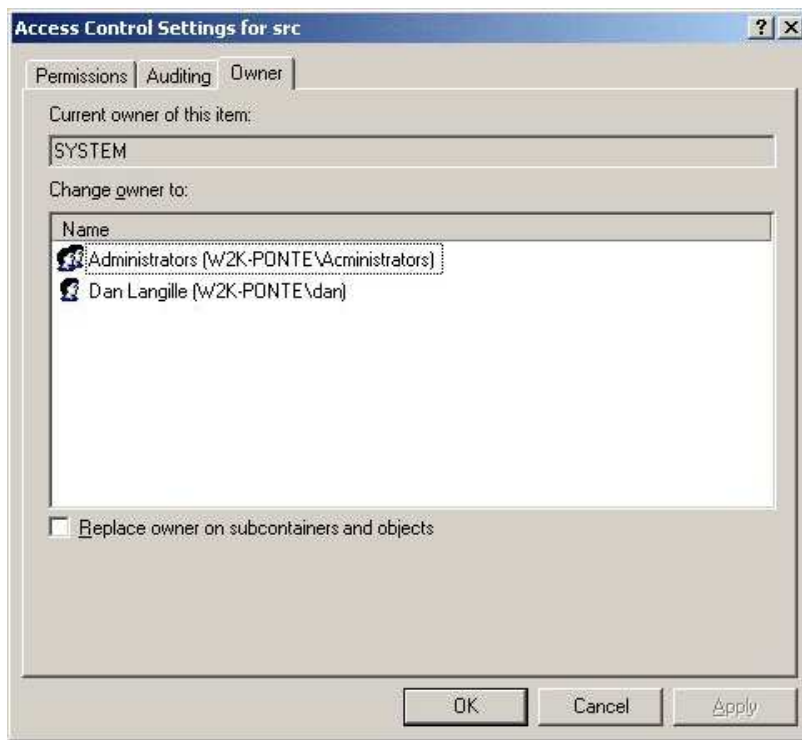 Access Control Settings for src
Permissions Auditing Owner
Current owner of this item:
SYSTEM
Change owner to:
Name
Administrators (W2K-PONTE\Acministrators)
Dan Langille (W2K-PONTE\dan)
Replace owner on subcontainers and objects
OK Cancel Apply